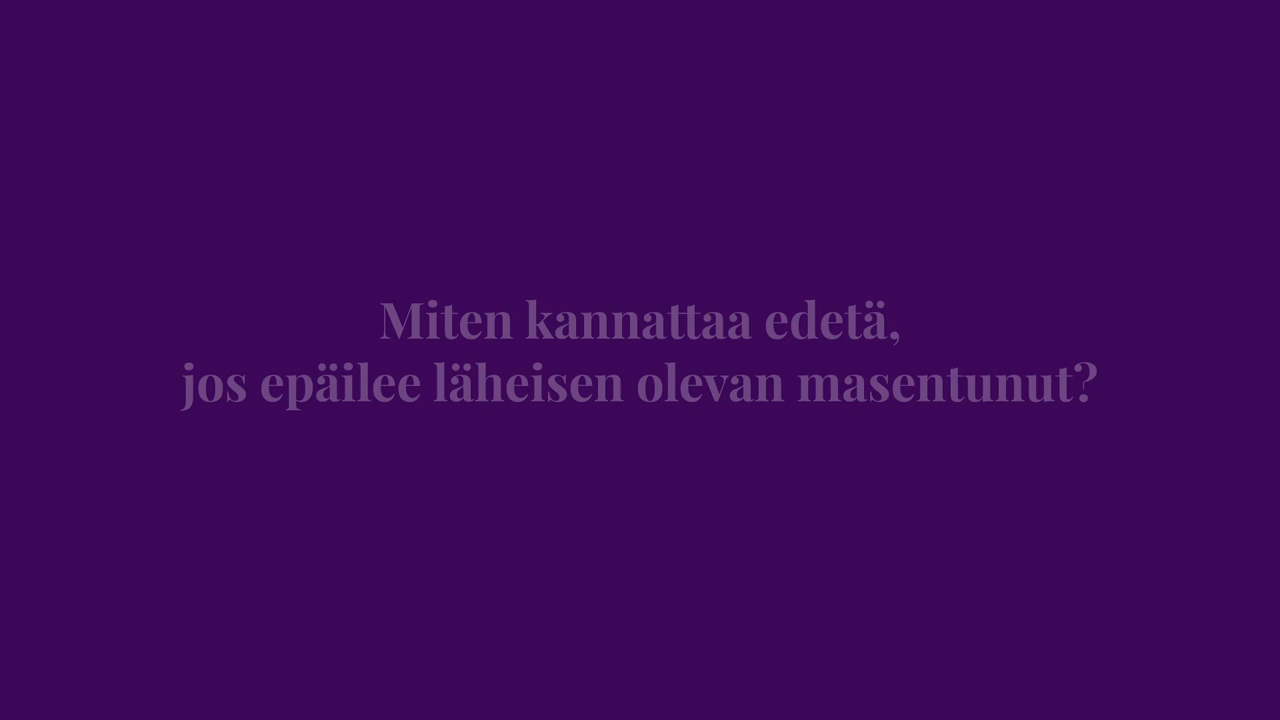 Miten kannattaa edetä,
jos epäilee läheisen olevan masentunut?